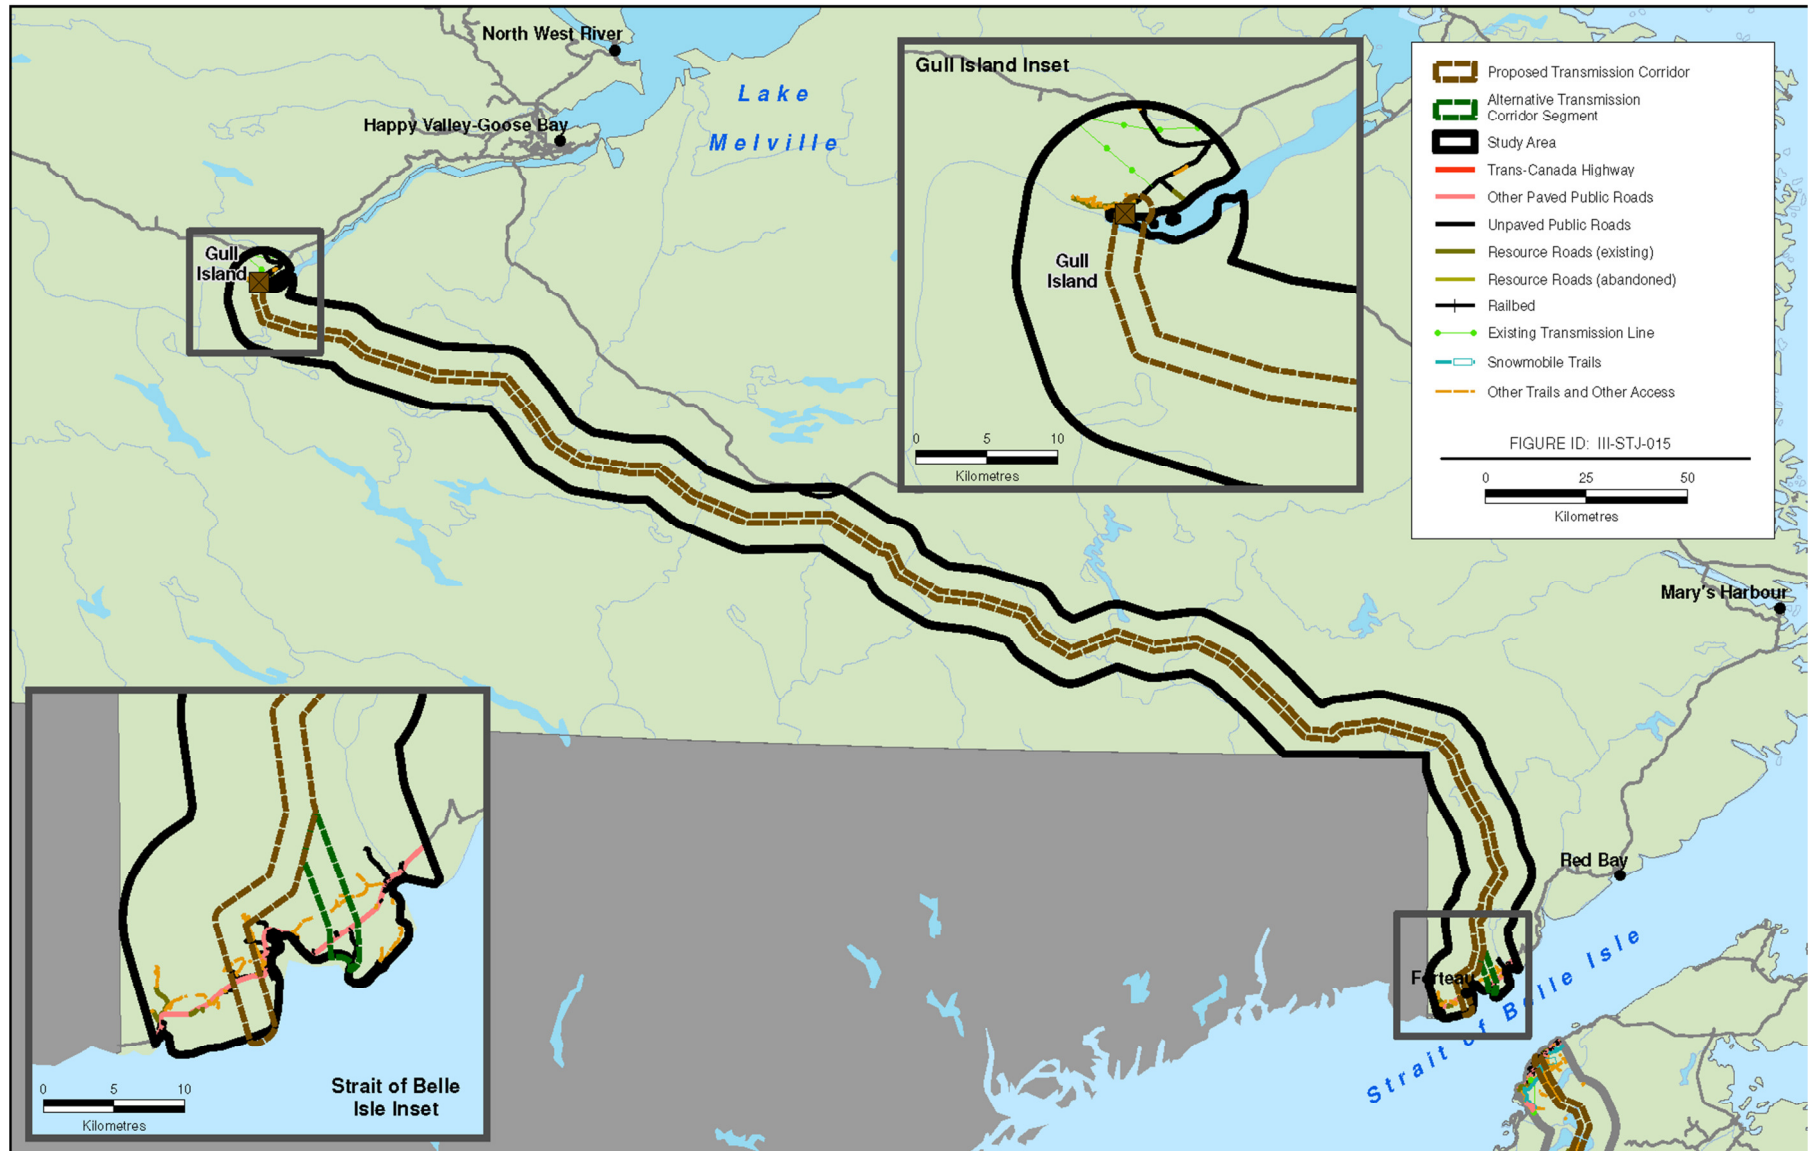 North West River
Lake
Melville
Happy Valley-Goose Bay
Gull
Island
Gull Island Inset
Gull
Island
0 5 10
Kilometres
Proposed Transmission Corridor
Alternative Transmission
Corridor Segment
Study Area
Trans-Canada Highway
Other Paved Public Roads
Unpaved Public Roads
Resource Roads (existing)
Resource Roads (abandoned)
Railbed
Existing Transmission Line
Snowmobile Trails
Other Trails and Other Access
FIGURE ID: III-STJ-015
0 25 50
Kilometres
Mary's Harbour
Red Bay
Forteau
Strait of Belle Isle
0 5 10
Kilometres
Strait of Belle
Isle Inset